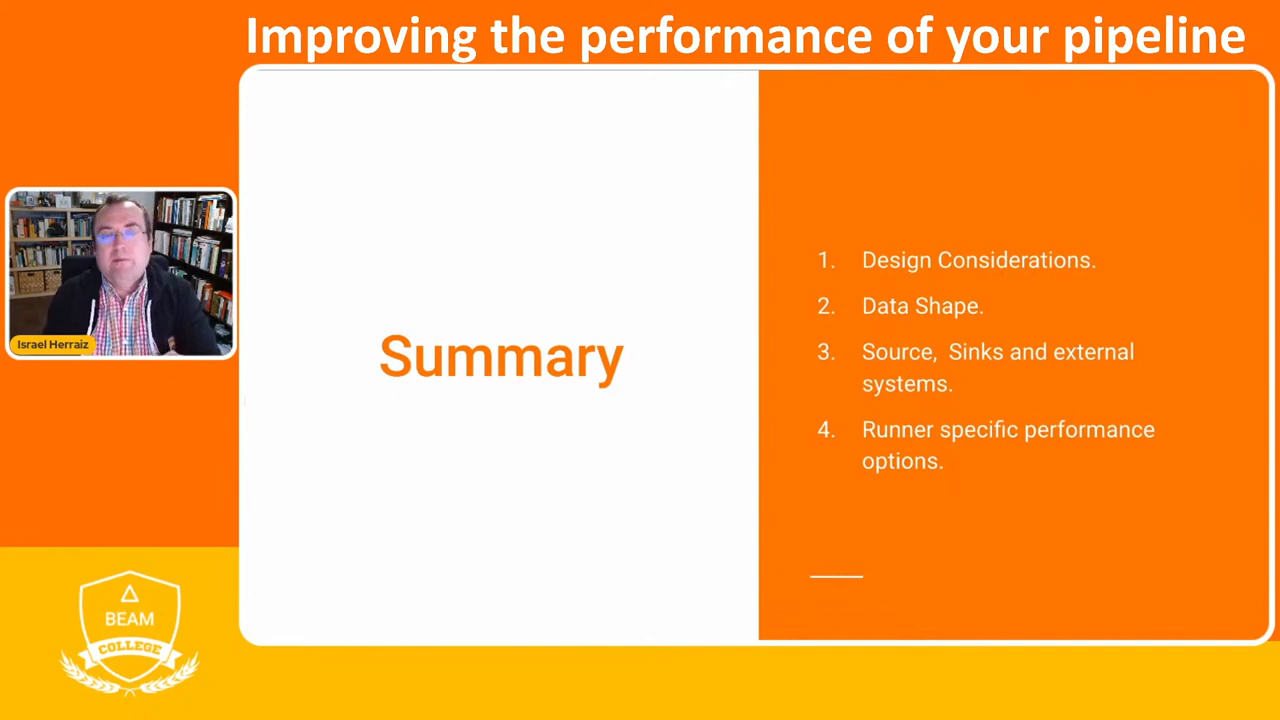 Improving the performance of your pipeline
Israel Herraiz
Summary
1. Design Considerations.
2. Data Shape.
3. Source, Sinks and external
systems.
4. Runner specific performance
options.
BEAM
COLLEGE